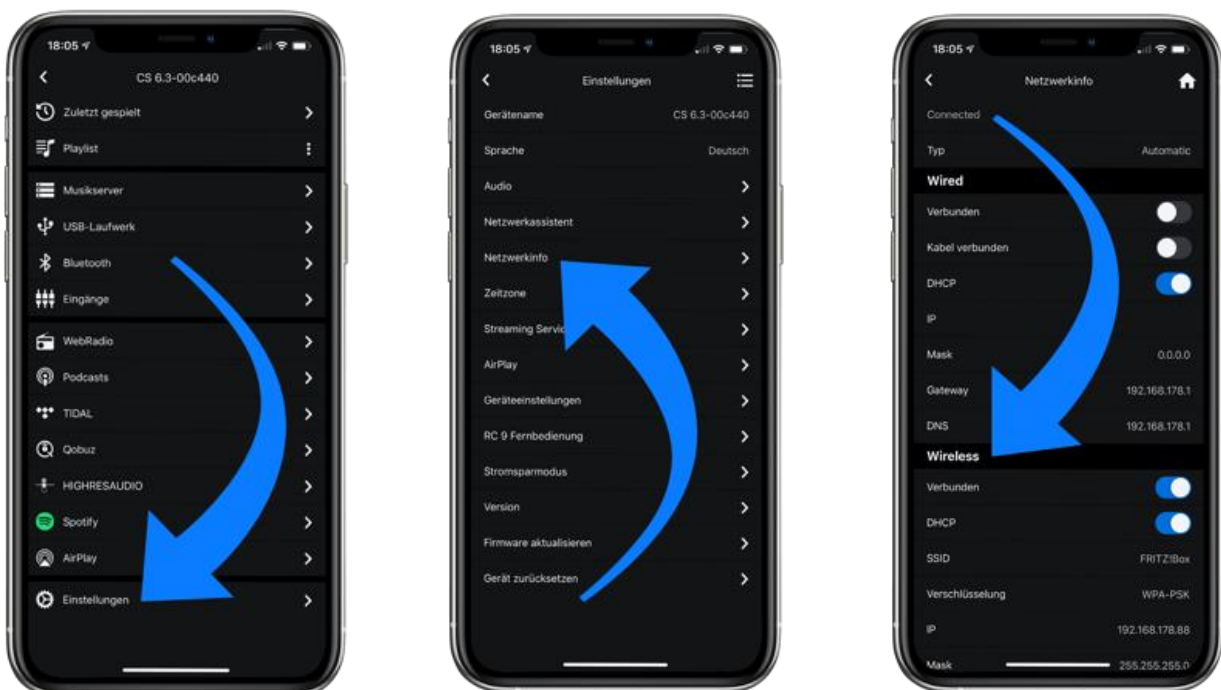 18:05
CS 6.3-00c440
Zuletzt gespielt
Playlist
Musikserver
USB-Laufwerk
Bluetooth
Eingänge
WebRadio
Podcasts
TIDAL
Qobuz
HIGHRESAUDIO
Spotify
AirPlay
Einstellungen
18:05
Einstellungen
Gerätename CS 6.3-00c440
Sprache Deutsch
Audio
Netzwerkassistent
Netzwerkinfo
Zeitzone
Streaming Servic
AirPlay
Geräteeinstellungen
RC 9 Fernbedienung
Stromsparmodus
Version
Firmware aktualisieren
Gerät zurücksetzen
18:05
Netzwerkinfo
Connected
Typ Automatic
Wired
Verbunden
Kabel verbunden
DHCP
IP
Mask 0.0.0.0
Gateway 192.168.178.1
DNS 192.168.178.1
Wireless
Verbunden
DHCP
SSID FRITZ!Box
Verschlüsselung WPA-PSK
IP 192.168.178.88
Mask 255.255.255.0